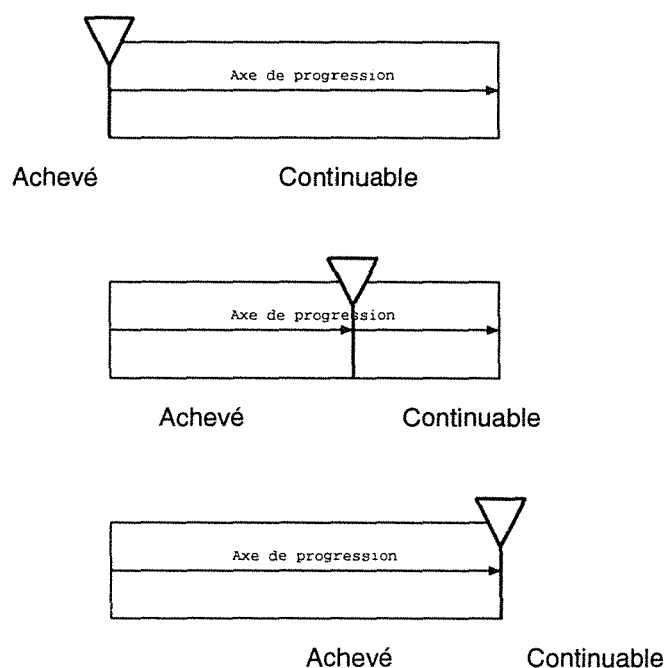 Axe de progression
Achevé Continuable
Axe de progression
Achevé Continuable
Axe de progression
Achevé Continuable